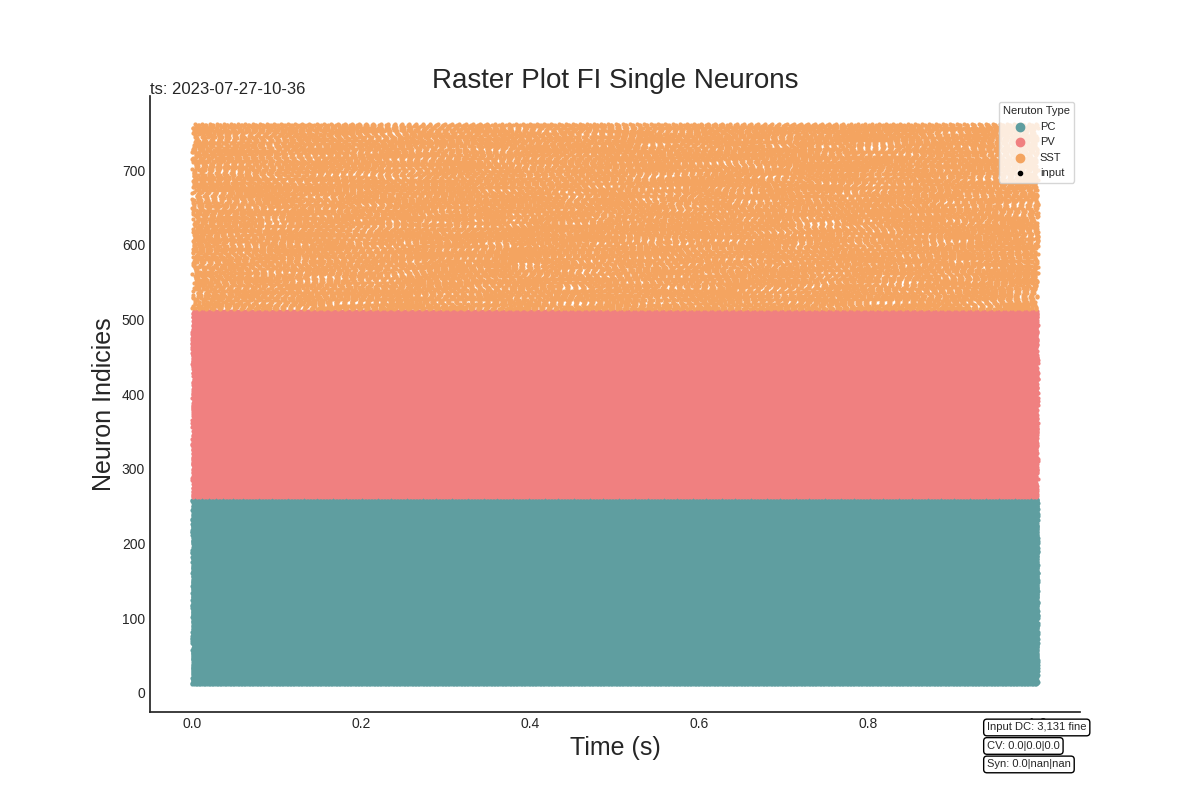 Raster Plot FI Single Neurons
ts: 2023-07-27-10-36
Neruton Type
PC
PV
SST
input
Neuron Indicies
700
600
500
400
300
200
100
0
0.0
0.2
0.4
0.6
0.8
Time (s)
Input DC: 3,131 fine
CV: 0.0|0.0|0.0
Syn: 0.0|nan|nan